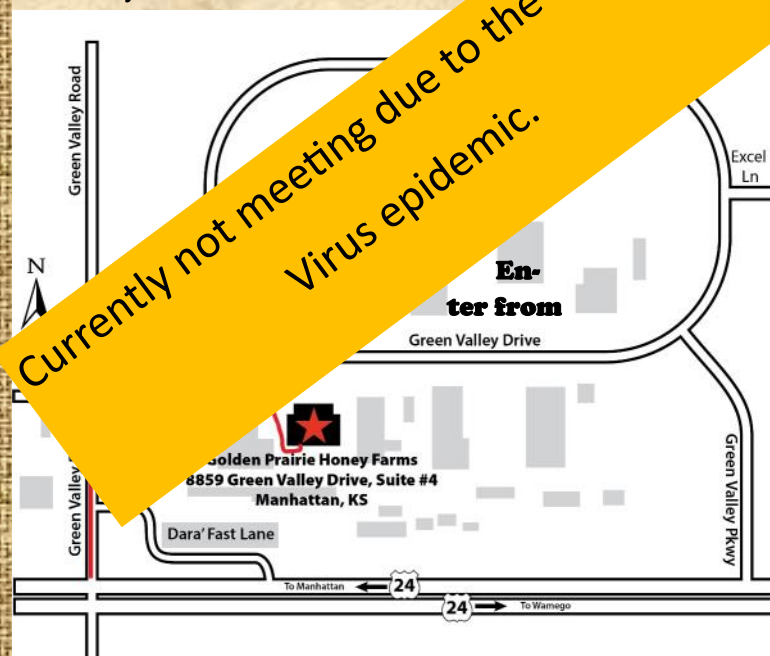 Currently not meeting due to the
Virus epidemic.
Green Valley Road
Excel
Ln
N
En-
ter from
Green Valley Drive
Golden Prairie Honey Farms
8859 Green Valley Drive, Suite #4
Manhattan, KS
Green Valley
Dara' Fast Lane
Green Valley Pkwy
To Manhattan
24
24
To Wamego